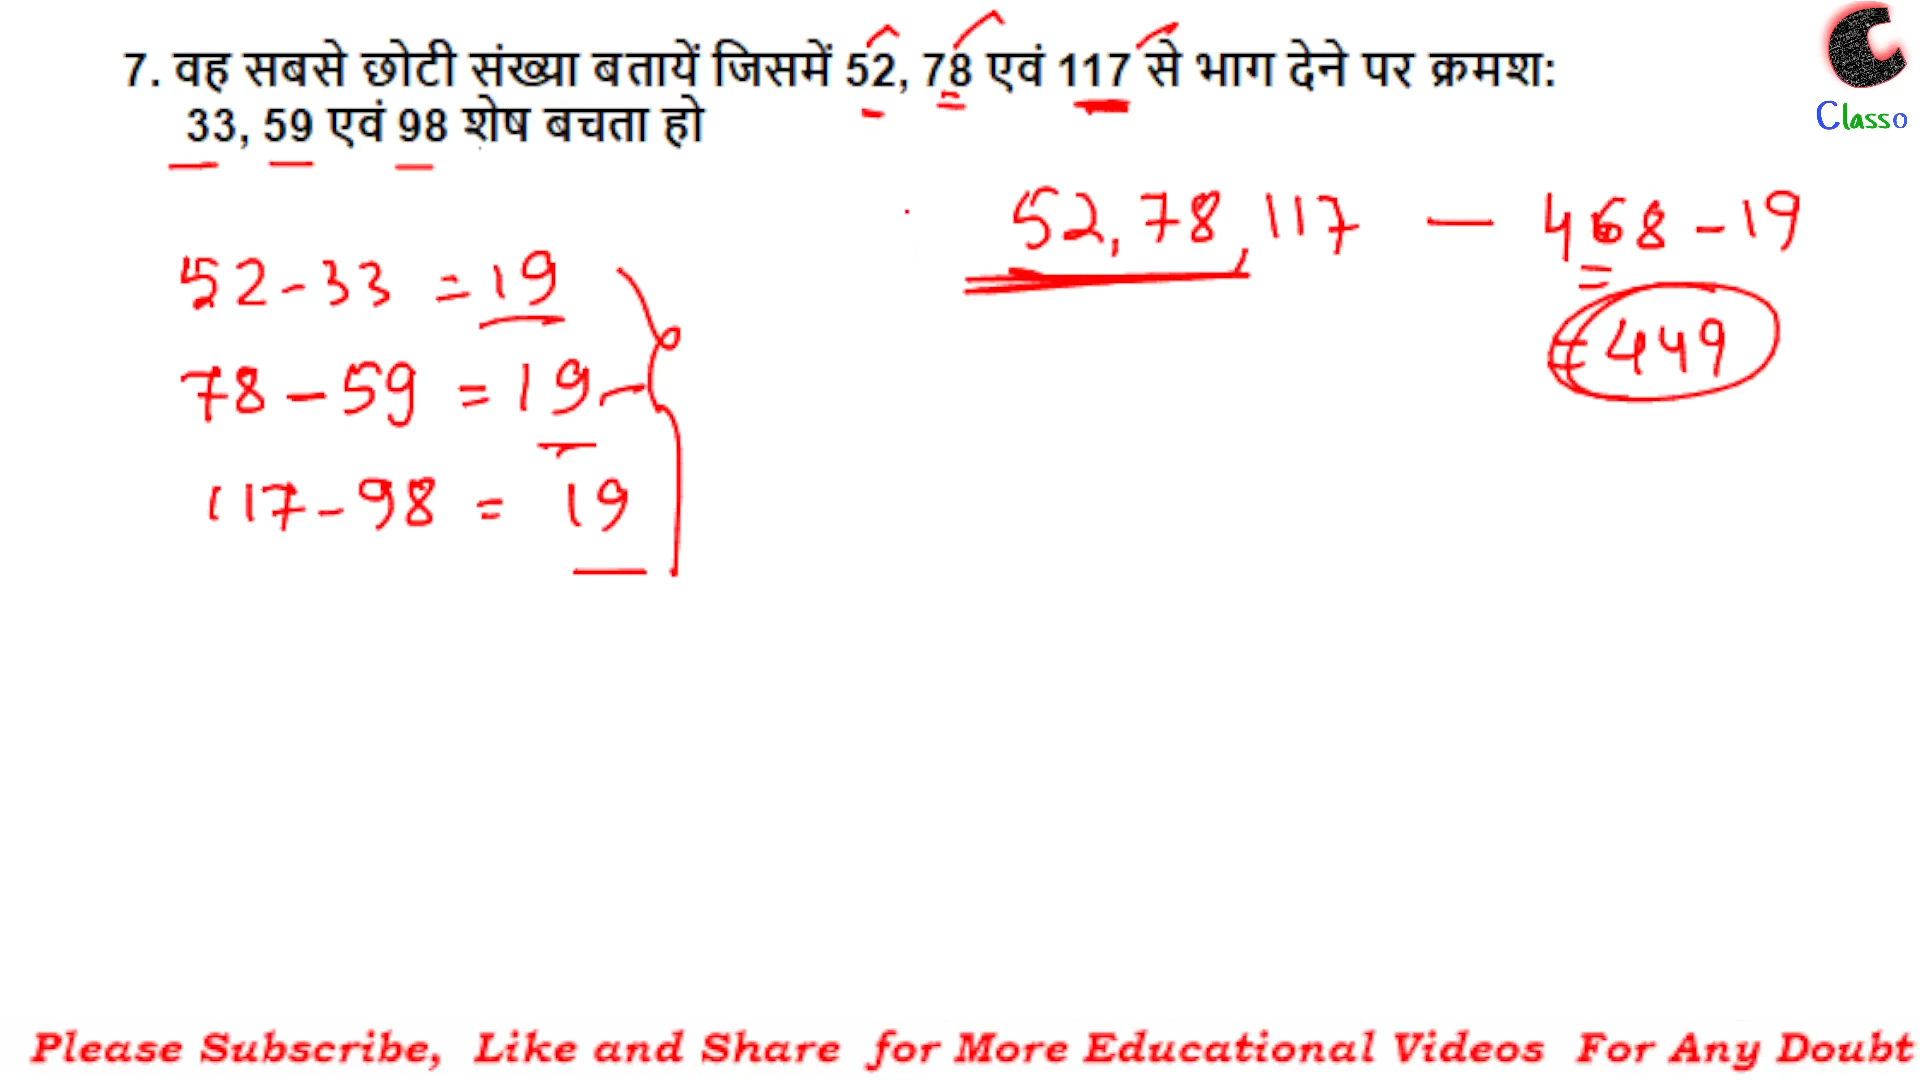 7. वह सबसे छोटी संख्या बतायें जिसमें 52, 78 एवं 117 से भाग देने पर क्रमश:
33, 59 एवं 98 शेष बचता हो
Classo
52, 78, 117 — 468 - 19
= 449
52 - 33 = 19
78 - 59 = 19
117 - 98 = 19
Please Subscribe, Like and Share for More Educational Videos For Any Doubt